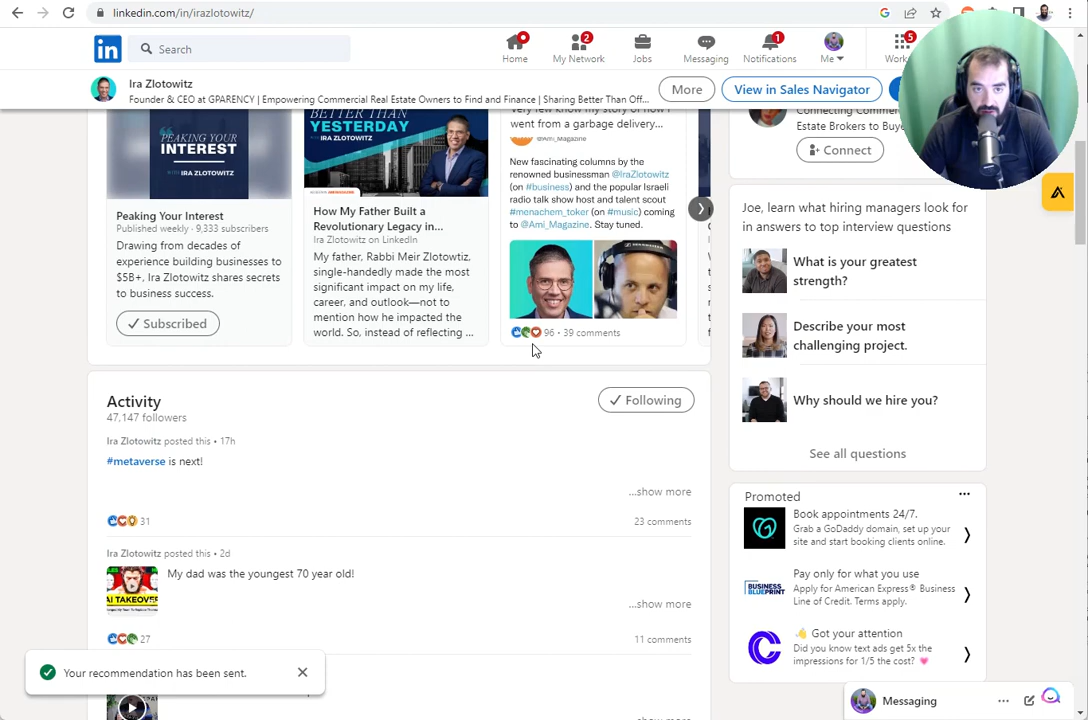 linkedin.com/in/irazlotowitz/
Search
Home
2
My Network
Jobs
Messaging
1
Notifications
Me
5
Ira Zlotowitz
Founder & CEO at GPARENCY | Empowering Commercial Real Estate Owners to Find and Finance | Sharing Better Than Off...
More
View in Sales Navigator
PEAKING YOUR
INTEREST
WITH IRA ZLOTOWITZ
Peaking Your Interest
Published weekly • 9,333 subscribers
Drawing from decades of
experience building businesses to
$5B+, Ira Zlotowitz shares secrets
to business success.
Subscribed
BETTER THAN
YESTERDAY
How My Father Built a
Revolutionary Legacy in...
Ira Zlotowitz on LinkedIn
My father, Rabbi Meir Zlotowtiz,
single-handedly made the most
significant impact on my life,
career, and outlook—not to
mention how he impacted the
world. So, instead of reflecting ...
Very few know my story of how I
went from a garbage delivery...
@Ami_Magazine
New fascinating columns by the
renowned businessman @IraZlotowitz
(on #business) and the popular Israeli
radio talk show host and talent scout
#menachem_toker (on #music) coming
to @Ami_Magazine. Stay tuned.
96 • 39 comments
Activity
47,147 followers
Following
Ira Zlotowitz posted this • 17h
#metaverse is next!
...show more
31
23 comments
Ira Zlotowitz posted this • 2d
AI TAKEOVER
My dad was the youngest 70 year old!
...show more
27
11 comments
Your recommendation has been sent.
...show more
Connecting Comme
Estate Brokers to Buye
Connect
Joe, learn what hiring managers look for
in answers to top interview questions
What is your greatest
strength?
Describe your most
challenging project.
Why should we hire you?
See all questions
Promoted
Book appointments 24/7.
Grab a GoDaddy domain, set up your
site and start booking clients online.
BUSINESS
BLUEPRINT
Pay only for what you use
Apply for American Express® Business
Line of Credit. Terms apply.
Got your attention
Did you know text ads get 5x the
impressions for 1/5 the cost?
Messaging